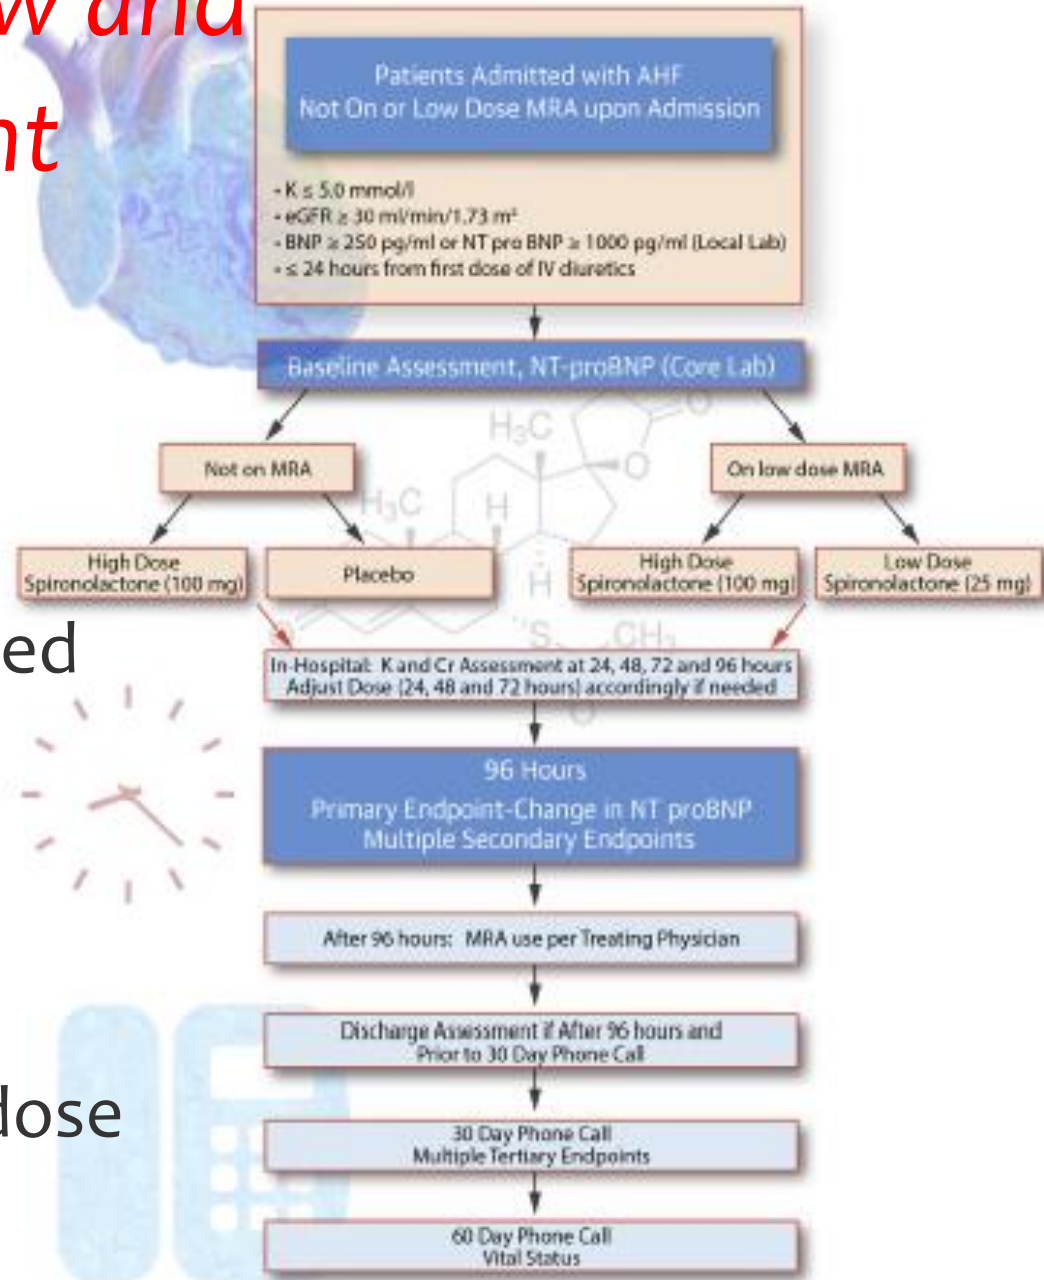 w and
nt
Patients Admitted with AHF
Not On or Low Dose MRA upon Admission
• K ≤ 5.0 mmol/l
• eGFR ≥ 30 ml/min/1.73 m²
• BNP ≥ 250 pg/ml or NT pro BNP ≥ 1000 pg/ml (Local Lab)
• ≤ 24 hours from first dose of IV diuretics
Baseline Assessment, NT-proBNP (Core Lab)
H₃C
O
O
Not on MRA
On low dose MRA
H₃C
H
High Dose
Spironolactone (100 mg)
Placebo
High Dose
Spironolactone (100 mg)
Low Dose
Spironolactone (25 mg)
H
O
S
CH₃
ed
In-Hospital: K and Cr Assessment at 24, 48, 72 and 96 hours
Adjust Dose (24, 48 and 72 hours) accordingly if needed
O
96 Hours
Primary Endpoint-Change in NT proBNP
Multiple Secondary Endpoints
After 96 hours: MRA use per Treating Physician
Discharge Assessment if After 96 hours and
Prior to 30 Day Phone Call
dose
30 Day Phone Call
Multiple Tertiary Endpoints
60 Day Phone Call
Vital Status